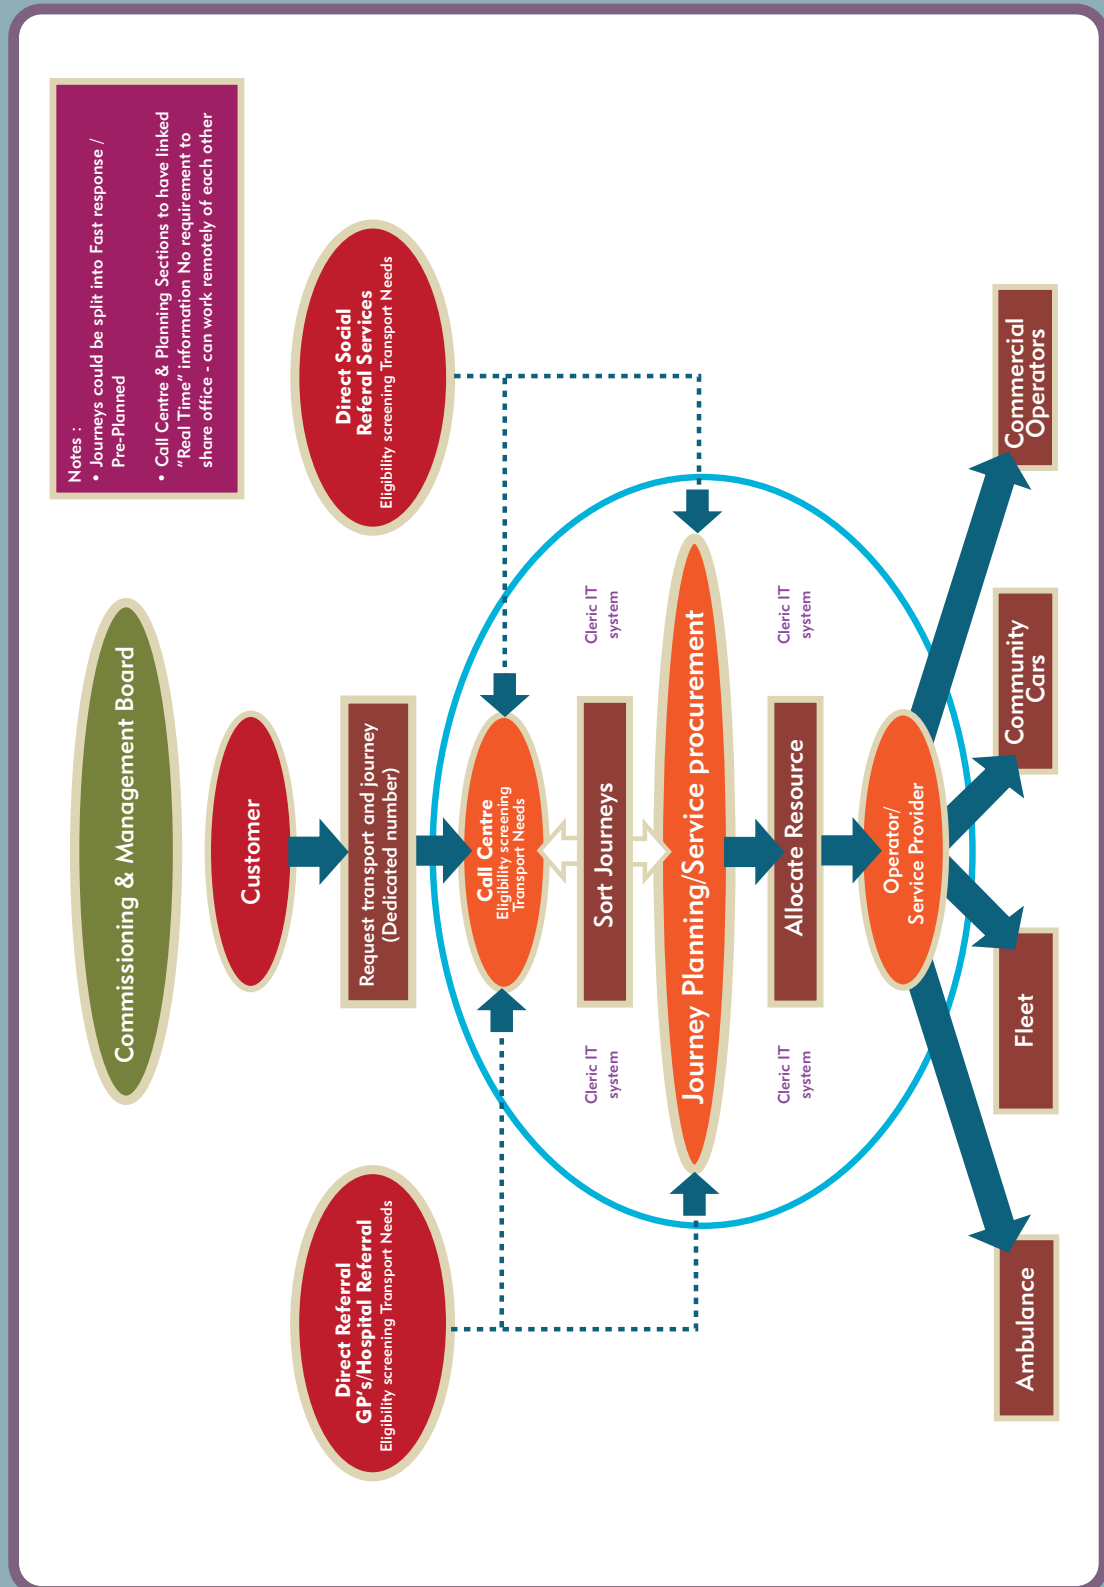 Commissioning & Management Board
Notes :
• Journeys could be split into Fast response /
Pre-Planned
• Call Centre & Planning Sections to have linked
“Real Time” information No requirement to
share office - can work remotely of each other
Customer
Direct Referral
GP's/Hospital Referral
Eligibility screening Transport Needs
Request transport and journey
(Dedicated number)
Direct Social
Referal Services
Eligibility screening Transport Needs
Call Centre
Eligibility screening
Transport Needs
Cleric IT
system
Sort Journeys
Cleric IT
system
Journey Planning/Service procurement
Cleric IT
system
Allocate Resource
Cleric IT
system
Operator/
Service Provider
Ambulance
Fleet
Community
Cars
Commercial
Operators